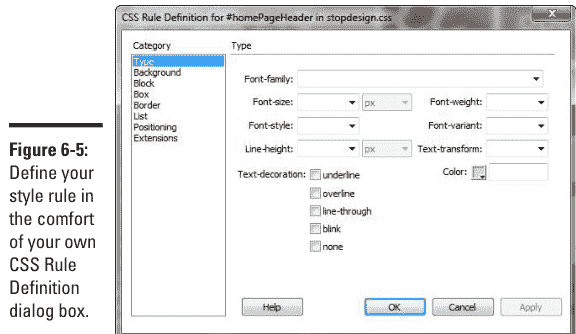 CSS Rule Definition for #homePageHeader in stopdesign.css
Category
Type
Background
Block
Box
Border
List
Positioning
Extensions
Type
Font-family:
Font-size: px Font-weight:
Font-style: Font-variant:
Line-height: px Text-transform:
Text-decoration: underline Color:
overline
line-through
blink
none
Help OK Cancel Apply
Figure 6-5:
Define your
style rule in
the comfort
of your own
CSS Rule
Definition
dialog box.